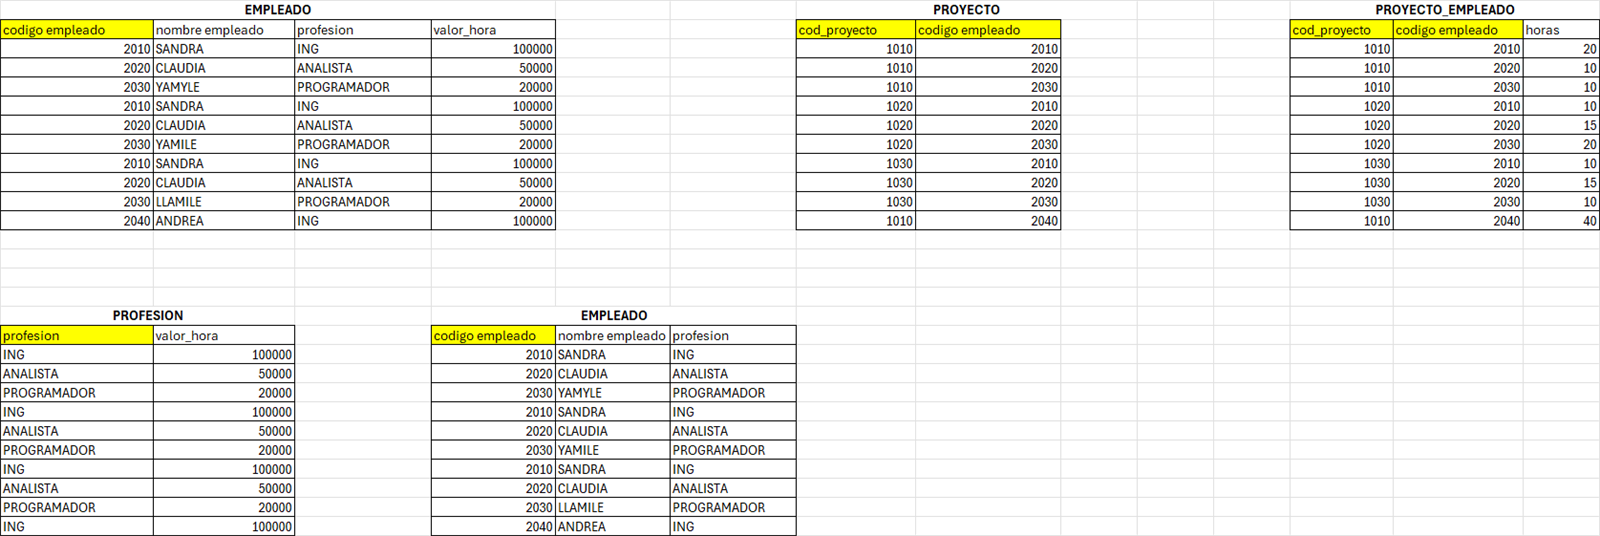 EMPLEADO PROYECTO PROYECTO_EMPLEADO
codigo empleado nombre empleado profesion valor_hora cod_proyecto codigo empleado cod_proyecto codigo empleado horas
2010 SANDRA ING 100000 1010 2010 1010 2010 20
2020 CLAUDIA ANALISTA 50000 1010 2020 1010 2020 10
2030 YAMYLE PROGRAMADOR 20000 1010 2030 1010 2030 10
2010 SANDRA ING 100000 1020 2010 1020 2010 10
2020 CLAUDIA ANALISTA 50000 1020 2020 1020 2020 15
2030 YAMILE PROGRAMADOR 20000 1020 2030 1020 2030 20
2010 SANDRA ING 100000 1030 2010 1030 2010 10
2020 CLAUDIA ANALISTA 50000 1030 2020 1030 2020 15
2030 LLAMILE PROGRAMADOR 20000 1030 2030 1030 2030 10
2040 ANDREA ING 100000 1010 2040 1010 2040 40
PROFESION EMPLEADO
profesion valor_hora codigo empleado nombre empleado profesion
ING 100000 2010 SANDRA ING
ANALISTA 50000 2020 CLAUDIA ANALISTA
PROGRAMADOR 20000 2030 YAMYLE PROGRAMADOR
ING 100000 2010 SANDRA ING
ANALISTA 50000 2020 CLAUDIA ANALISTA
PROGRAMADOR 20000 2030 YAMILE PROGRAMADOR
ING 100000 2010 SANDRA ING
ANALISTA 50000 2020 CLAUDIA ANALISTA
PROGRAMADOR 20000 2030 LLAMILE PROGRAMADOR
ING 100000 2040 ANDREA ING